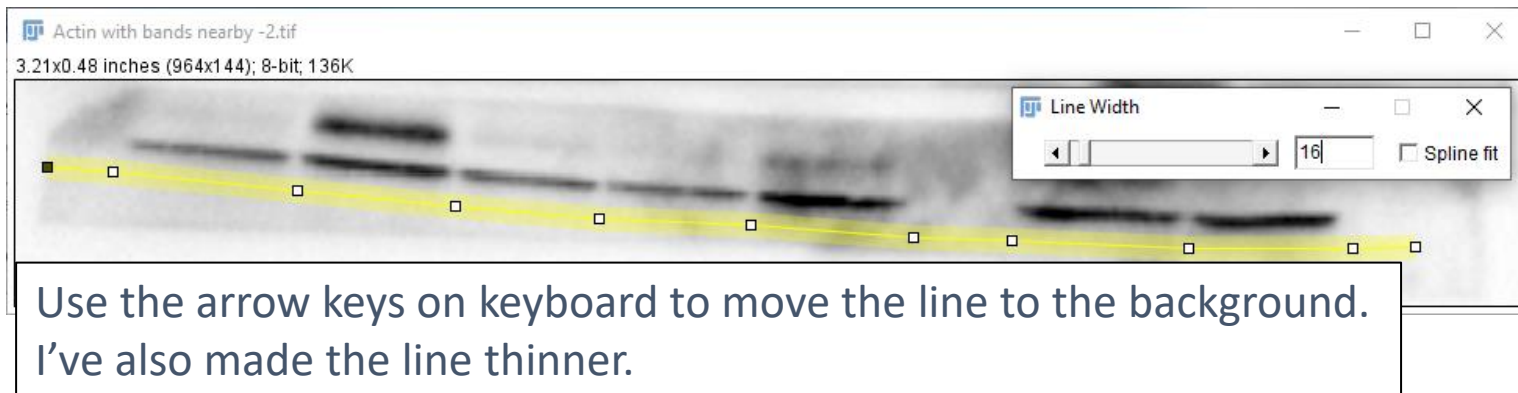 Actin with bands nearby -2.tif
3.21x0.48 inches (964x144); 8-bit; 136K
Line Width
16
Spline fit
Use the arrow keys on keyboard to move the line to the background.
I've also made the line thinner.